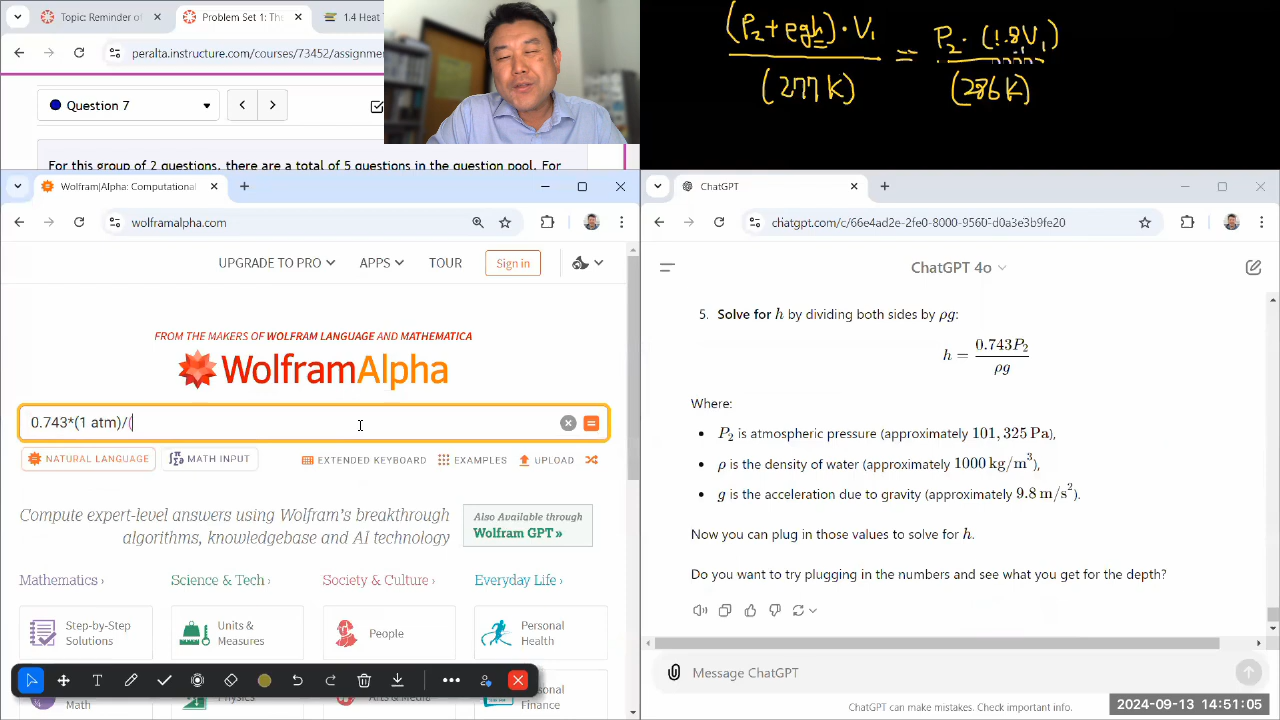 Topic Reminder of
Problem Set 1: The
1.4 Heat T
peralta.instructure.com/courses/73452/assignmen
Question 7
For this group of 2 questions, there are a total of 5 questions in the question pool. For
(P₂+ρgh)·V₁ = P₂·(1.8V₁)
(277K) (286K)
Wolfram|Alpha: Computational
wolframalpha.com
UPGRADE TO PRO
APPS
TOUR
Sign in
FROM THE MAKERS OF WOLFRAM LANGUAGE AND MATHEMATICA
WolframAlpha
0.743*(1 atm)/(
NATURAL LANGUAGE
MATH INPUT
EXTENDED KEYBOARD
EXAMPLES
UPLOAD
Compute expert-level answers using Wolfram's breakthrough
algorithms, knowledgebase and AI technology
Also Available through
Wolfram GPT »
Mathematics ›
Science & Tech ›
Society & Culture ›
Everyday Life ›
Step-by-Step
Solutions
Units &
Measures
People
Personal
Health
Math
Physics
Personal
Finance
ChatGPT
chatgpt.com/c/66e4ad2e-2fe0-8000-9560-d0a3e3b9fe20
ChatGPT 4o
5. Solve for h by dividing both sides by ρg:
h = 0.743P₂
ρg
Where:
• P₂ is atmospheric pressure (approximately 101,325 Pa),
• ρ is the density of water (approximately 1000 kg/m³),
• g is the acceleration due to gravity (approximately 9.8 m/s²).
Now you can plug in those values to solve for h.
Do you want to try plugging in the numbers and see what you get for the depth?
Message ChatGPT
ChatGPT can make mistakes. Check important info.
2024-09-13 14:51:05